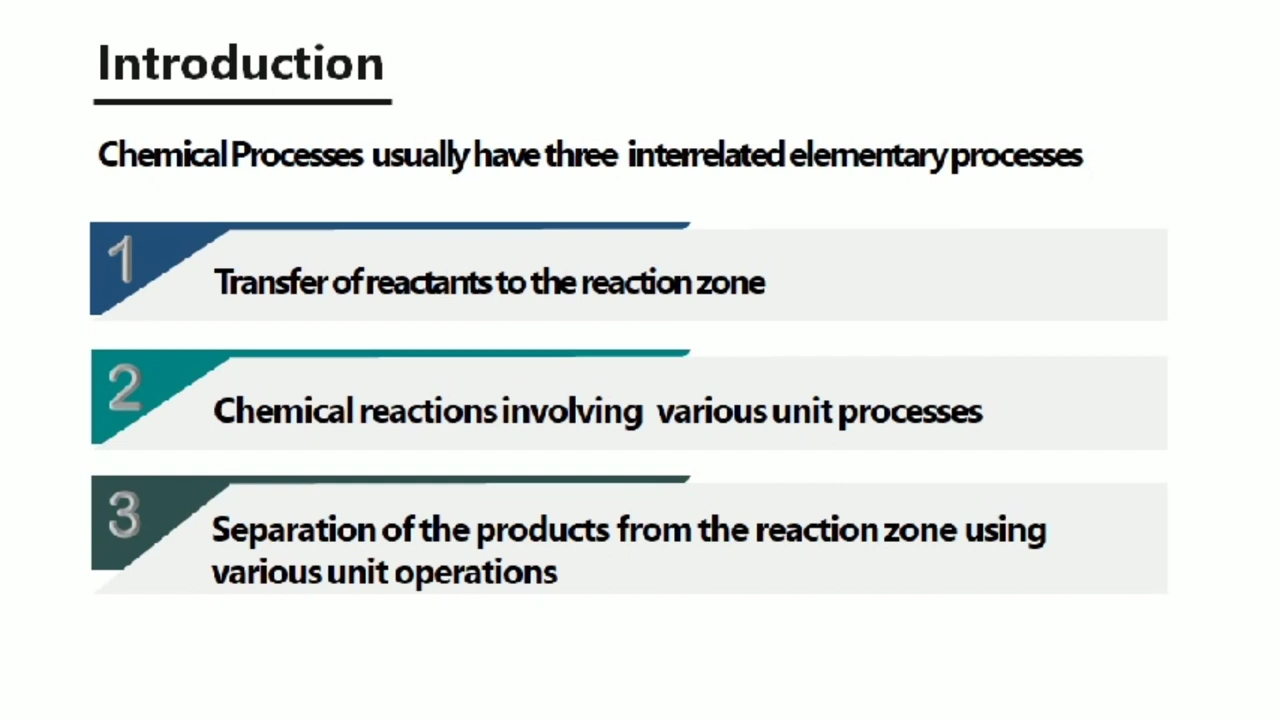 Introduction
Chemical Processes usually have three interrelated elementary processes
1
Transfer of reactants to the reaction zone
2
Chemical reactions involving various unit processes
3
Separation of the products from the reaction zone using
various unit operations